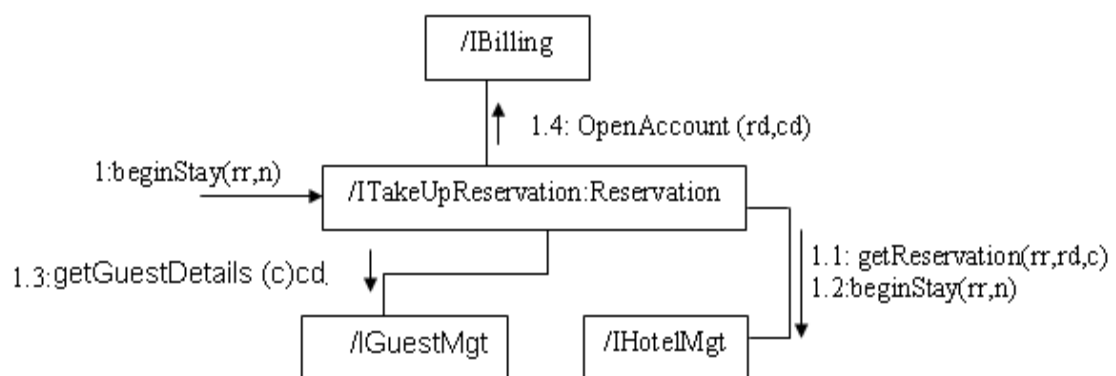 /IBilling
1.4: OpenAccount (rd,cd)
1:beginStay(rr,n)
/ITakeUpReservation:Reservation
1.3:getGuestDetails (c)cd.
1.1: getReservation(rr,rd,c)
1.2:beginStay(rr,n)
/IGuestMgt
/IHotelMgt